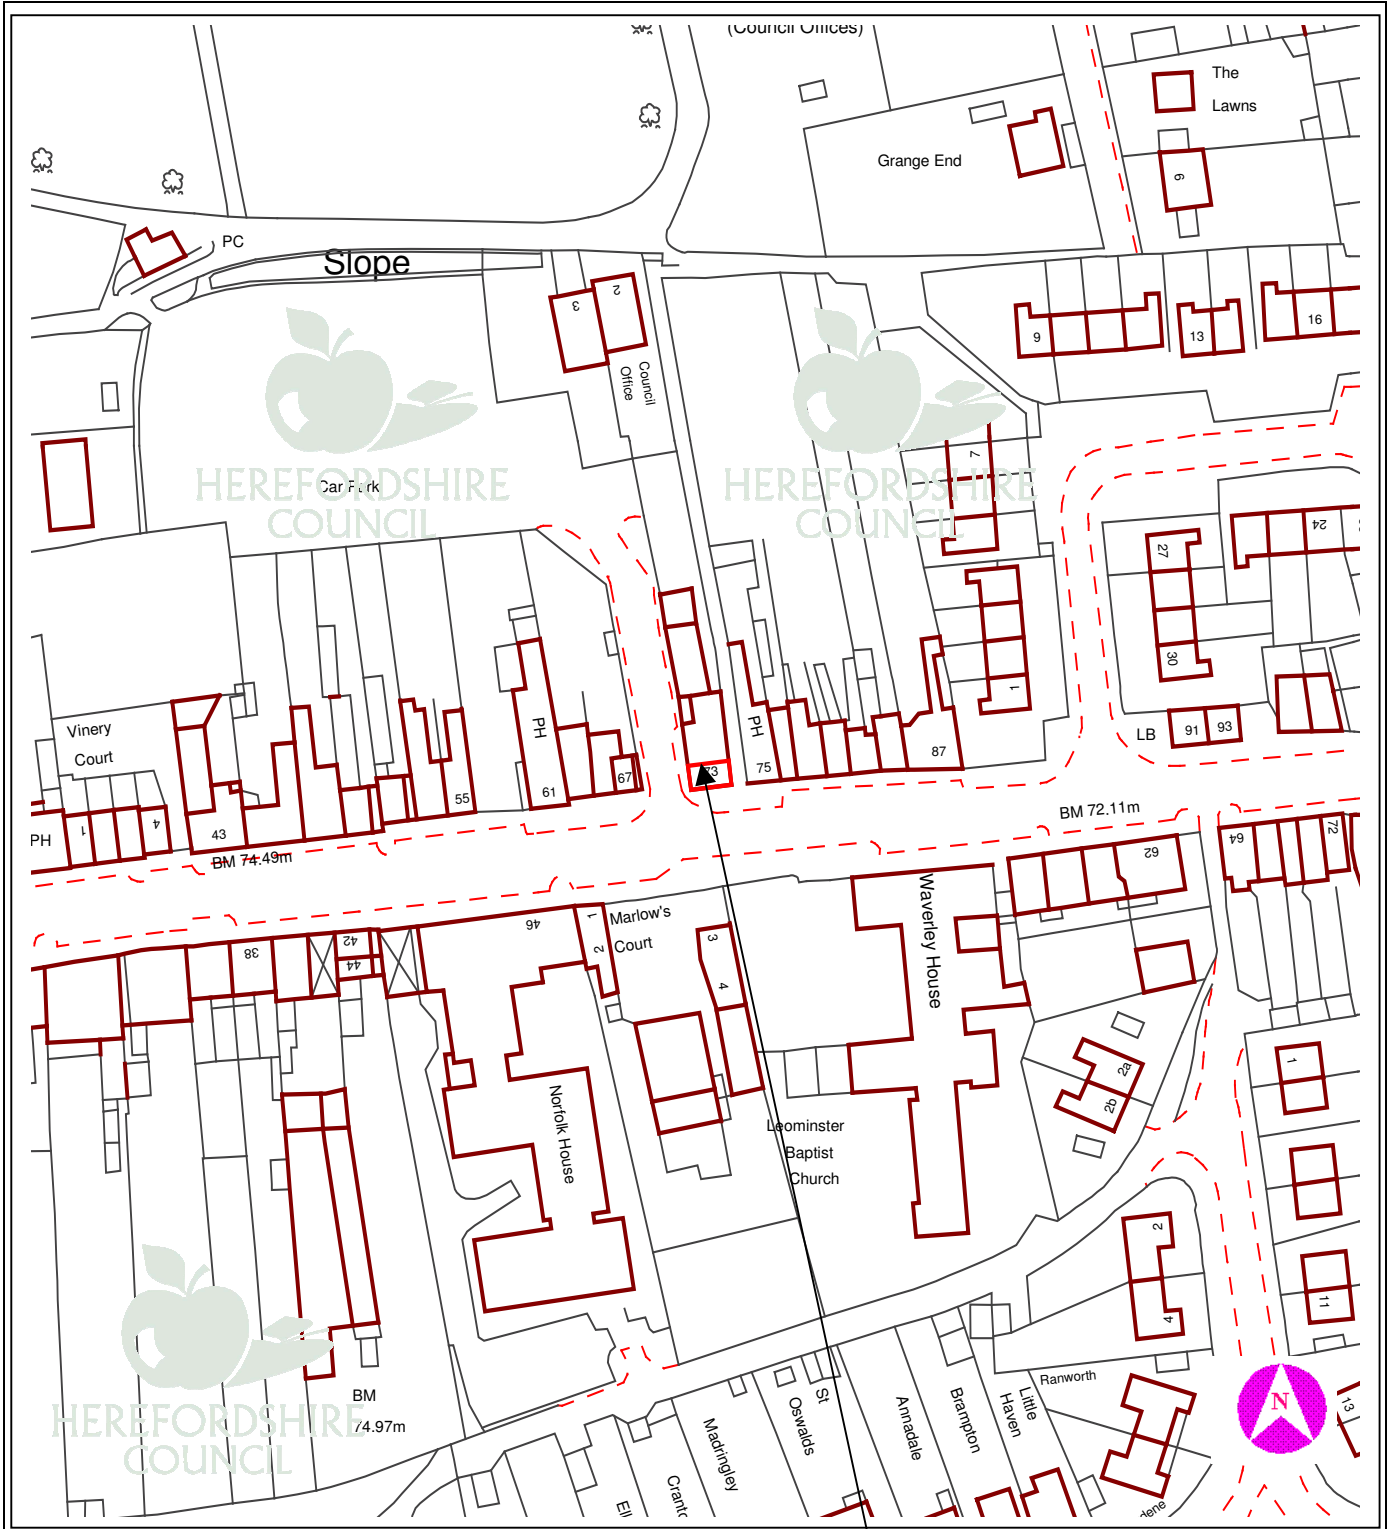 (Council Offices)
The
Lawns
Grange End
6
PC
Slope
2
3
Council
Office
9
13
16
HEREFORDSHIRE
COUNCIL
HEREFORDSHIRE
COUNCIL
Car Park
7
24
27
30
1
Vinery
Court
PH
PH
LB
91
93
87
75
73
67
61
55
43
PH
1
4
BM 74.49m
BM 72.11m
62
64
72
46
1
2
Marlow's
Court
3
4
Waverley House
38
42
44
Norfolk House
Leominster
Baptist
Church
2a
2b
1
2
4
11
13
BM
74.97m
HEREFORDSHIRE
COUNCIL
Ranworth
Little
Haven
Brampton
Annadale
St
Oswalds
Madringley
N